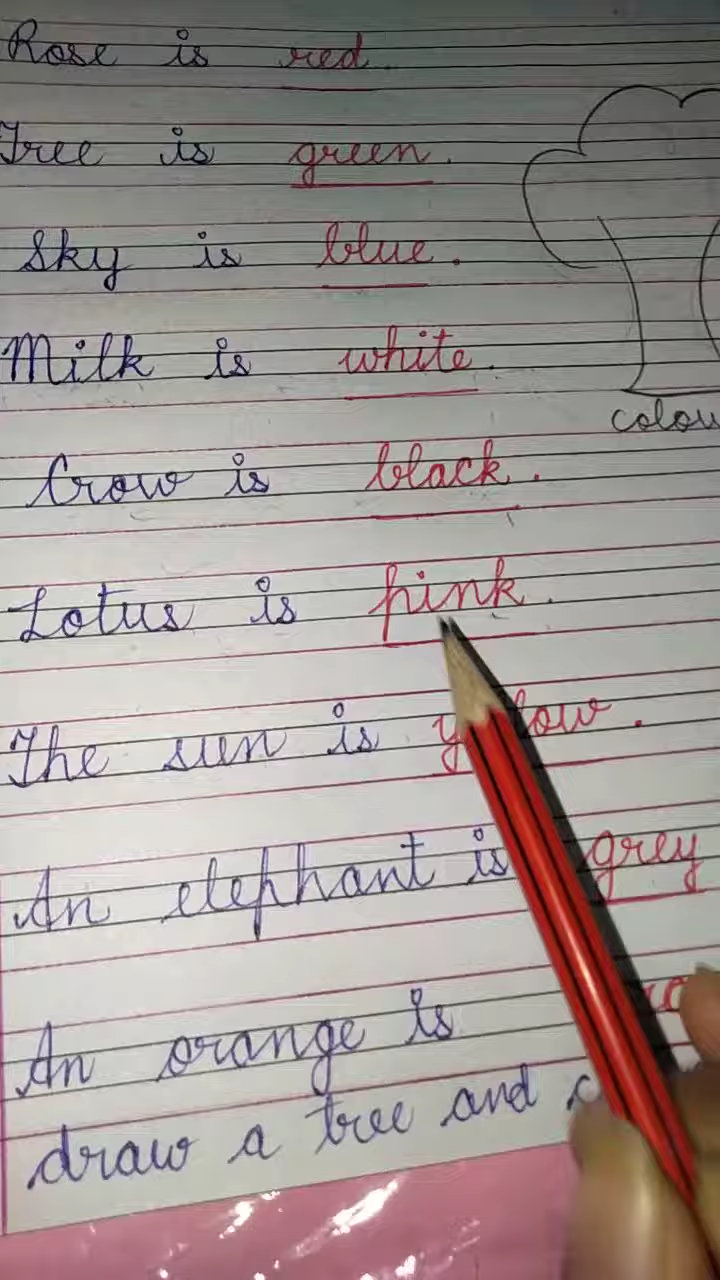 Rose is red.
Tree is green.
Sky is blue.
Milk is white.
Crow is black.
Lotus is pink.
The sun is
An elephant is grey
An orange is
draw a tree and